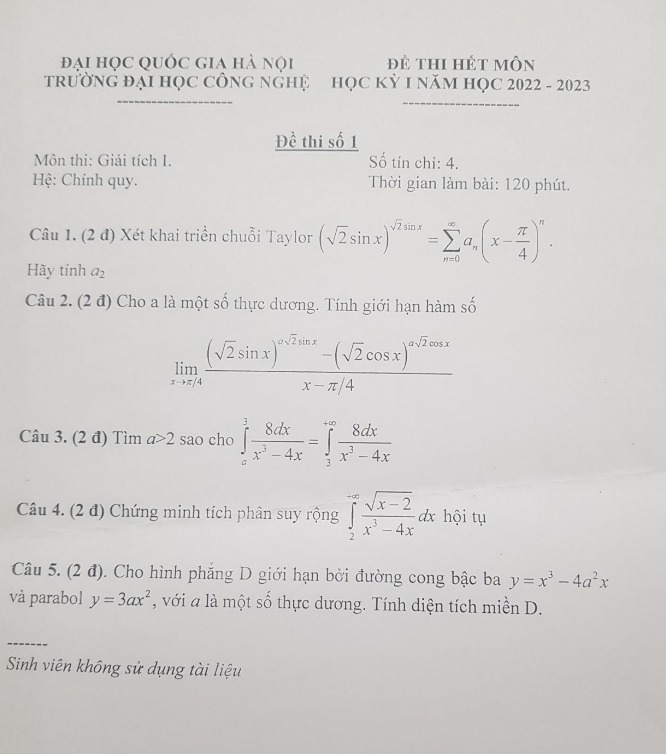 ĐẠI HỌC QUỐC GIA HÀ NỘI
TRƯỜNG ĐẠI HỌC CÔNG NGHỆ
ĐỀ THI HẾT MÔN
HỌC KỲ I NĂM HỌC 2022 - 2023
Đề thi số 1
Môn thi: Giải tích 1.
Số tín chỉ: 4.
Hệ: Chính quy.
Thời gian làm bài: 120 phút.
Câu 1. (2 đ) Xét khai triển chuỗi Taylor $(\sqrt{2}\sin x)^{\sqrt{2}\sin x} = \sum_{n=0}^{\infty} a_n \left(x - \frac{\pi}{4}\right)^n$.
Hãy tính $a_2$
Câu 2. (2 đ) Cho a là một số thực dương. Tính giới hạn hàm số
$\lim_{x \to \pi/4} \frac{(\sqrt{2}\sin x)^{a\sqrt{2}\sin x} - (\sqrt{2}\cos x)^{a\sqrt{2}\cos x}}{x - \pi/4}$
Câu 3. (2 đ) Tìm a>2 sao cho $\int_a^3 \frac{8dx}{x^3 - 4x} = \int_3^{+\infty} \frac{8dx}{x^3 - 4x}$
Câu 4. (2 đ) Chứng minh tích phân suy rộng $\int_2^{+\infty} \frac{\sqrt{x-2}}{x^3 - 4x} dx$ hội tụ
Câu 5. (2 đ). Cho hình phẳng D giới hạn bởi đường cong bậc ba $y = x^3 - 4a^2x$
và parabol $y = 3ax^2$, với a là một số thực dương. Tính diện tích miền D.
Sinh viên không sử dụng tài liệu